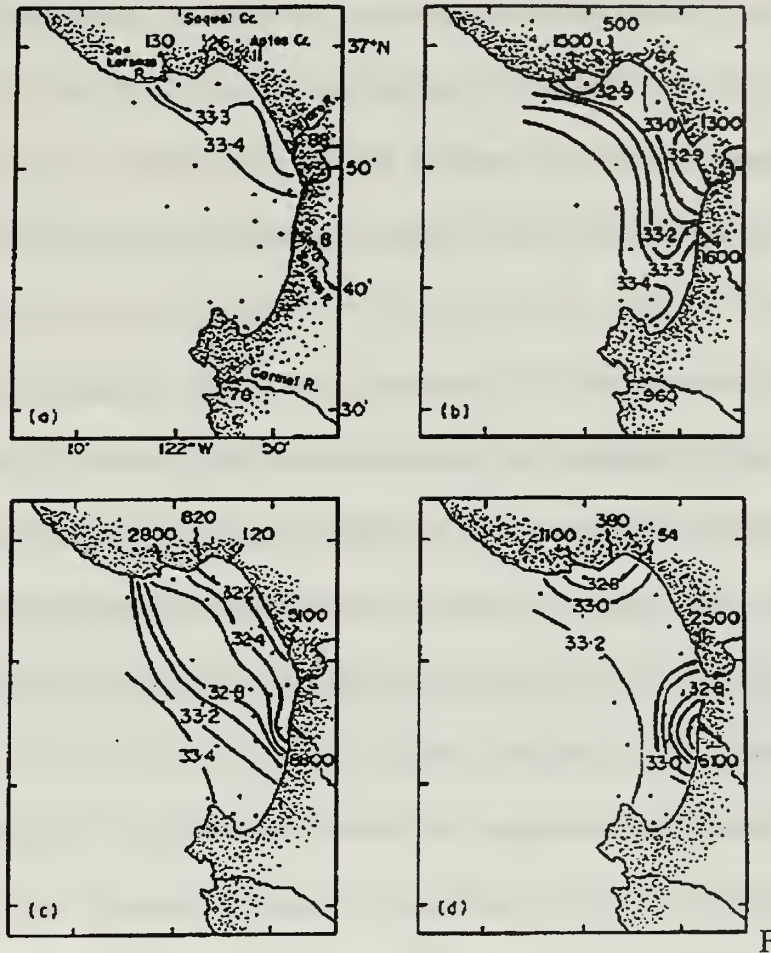 Soquel Cr.
130 126 Aptos Cr.
San Lorenzo R. 11
37°N
33·3
33·4
88
50'
8
40'
Carmel R.
78
30'
(a)
10' 122°W 50'
500
1500 64
32·9
33·0 1300
32·9
33·2
33·3 1600
33·4
960
(b)
820
2800 120
32·2 5100
32·4
32·8
33·2
33·4
(c)
380
1100 54
32·8
33·0
33·2 2500
32·8
33·0 6100
(d)
F